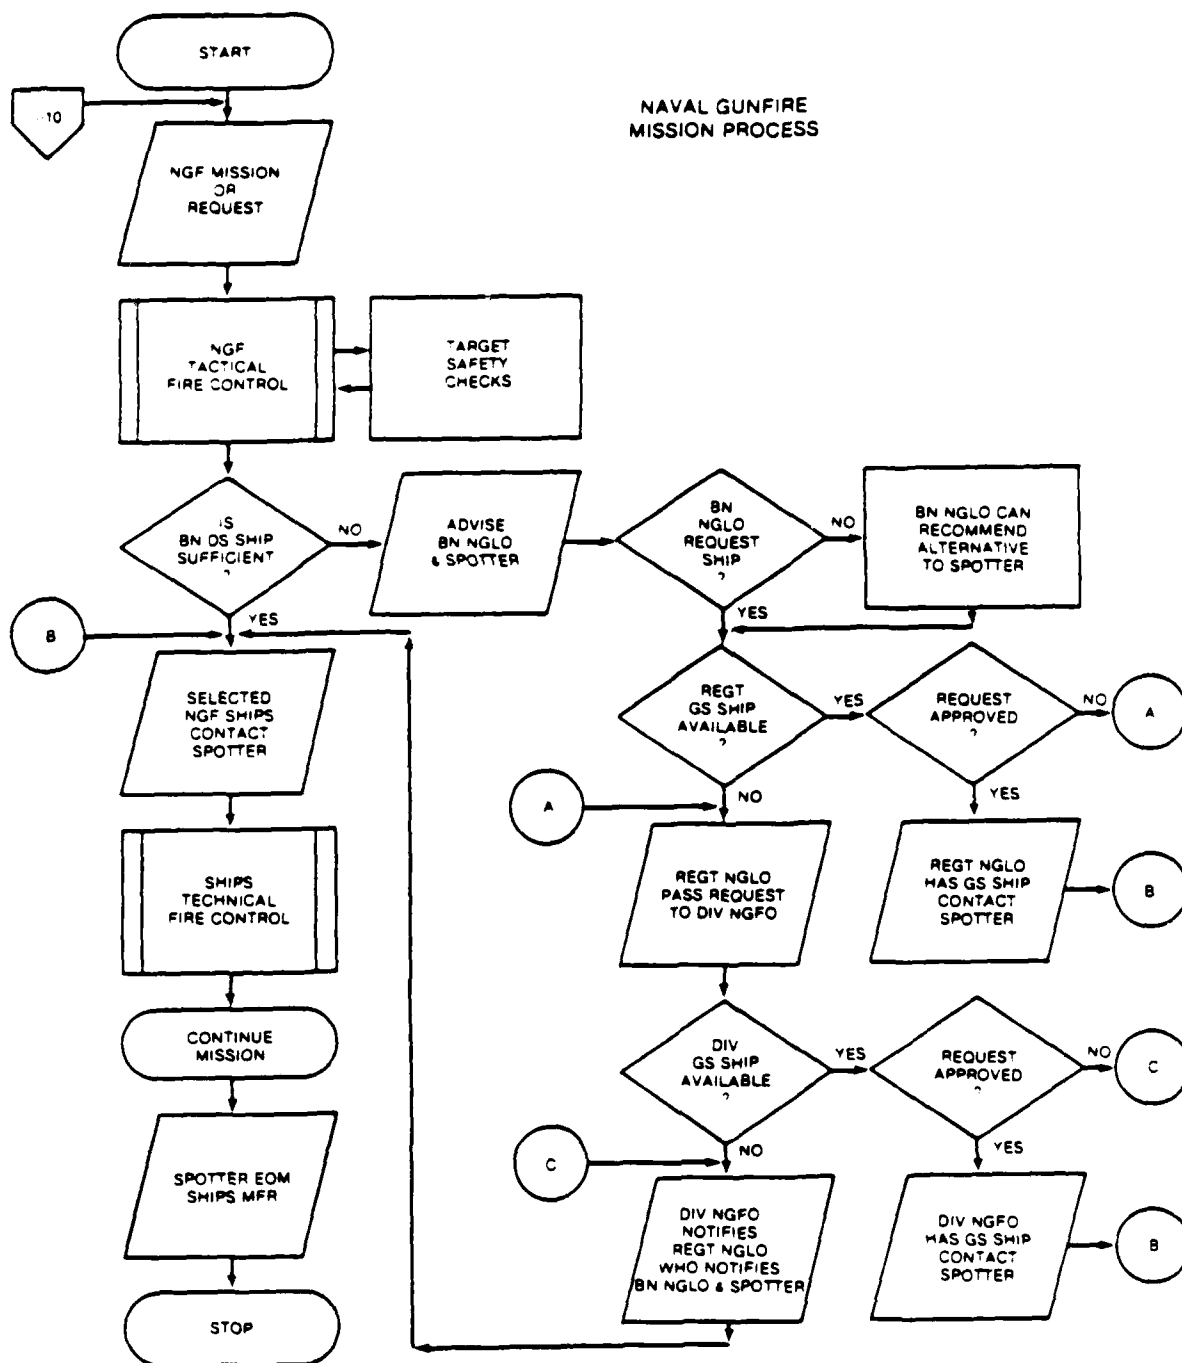 START
10
NAVAL GUNFIRE
MISSION PROCESS
NGF MISSION
OR
REQUEST
NGF
TACTICAL
FIRE CONTROL
TARGET
SAFETY
CHECKS
IS
BN DS SHIP
SUFFICIENT
?
NO
YES
ADVISE
BN NGLO
& SPOTTER
BN
NGLO
REQUEST
SHIP
?
NO
YES
BN NGLO CAN
RECOMMEND
ALTERNATIVE
TO SPOTTER
B
SELECTED
NGF SHIPS
CONTACT
SPOTTER
REGT
GS SHIP
AVAILABLE
?
YES
NO
REQUEST
APPROVED
?
NO
YES
A
A
REGT NGLO
PASS REQUEST
TO DIV NGFO
REGT NGLO
HAS GS SHIP
CONTACT
SPOTTER
B
SHIPS
TECHNICAL
FIRE CONTROL
CONTINUE
MISSION
DIV
GS SHIP
AVAILABLE
?
YES
NO
REQUEST
APPROVED
?
NO
YES
C
C
SPOTTER EOM
SHIPS MFR
DIV NGFO
NOTIFIES
REGT NGLO
WHO NOTIFIES
BN NGLO & SPOTTER
DIV NGFO
HAS GS SHIP
CONTACT
SPOTTER
B
STOP